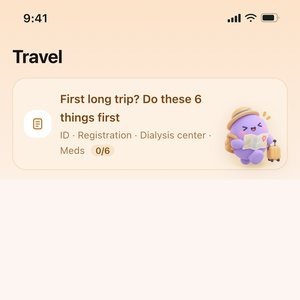 9:41
Travel
First long trip? Do these 6
things first
ID · Registration · Dialysis center ·
Meds 0/6